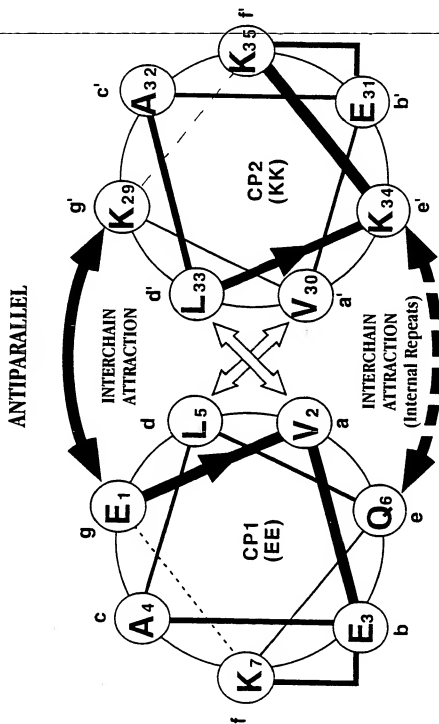 ANTIPARALLEL
g
E1
d
L5
c
A4
f
K7
b
E3
e
Q6
a
V2
CP1
(EE)
INTERCHAIN
ATTRACTION
INTERCHAIN
ATTRACTION
(Internal Repeats)
g'
K29
c'
A32
f'
K35
d'
L33
b'
E31
a'
V30
e'
K34
CP2
(KK)